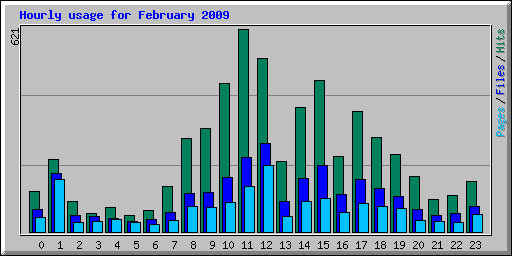 Hourly usage for February 2009
621
Pages / Files / Hits
0 1 2 3 4 5 6 7 8 9 10 11 12 13 14 15 16 17 18 19 20 21 22 23